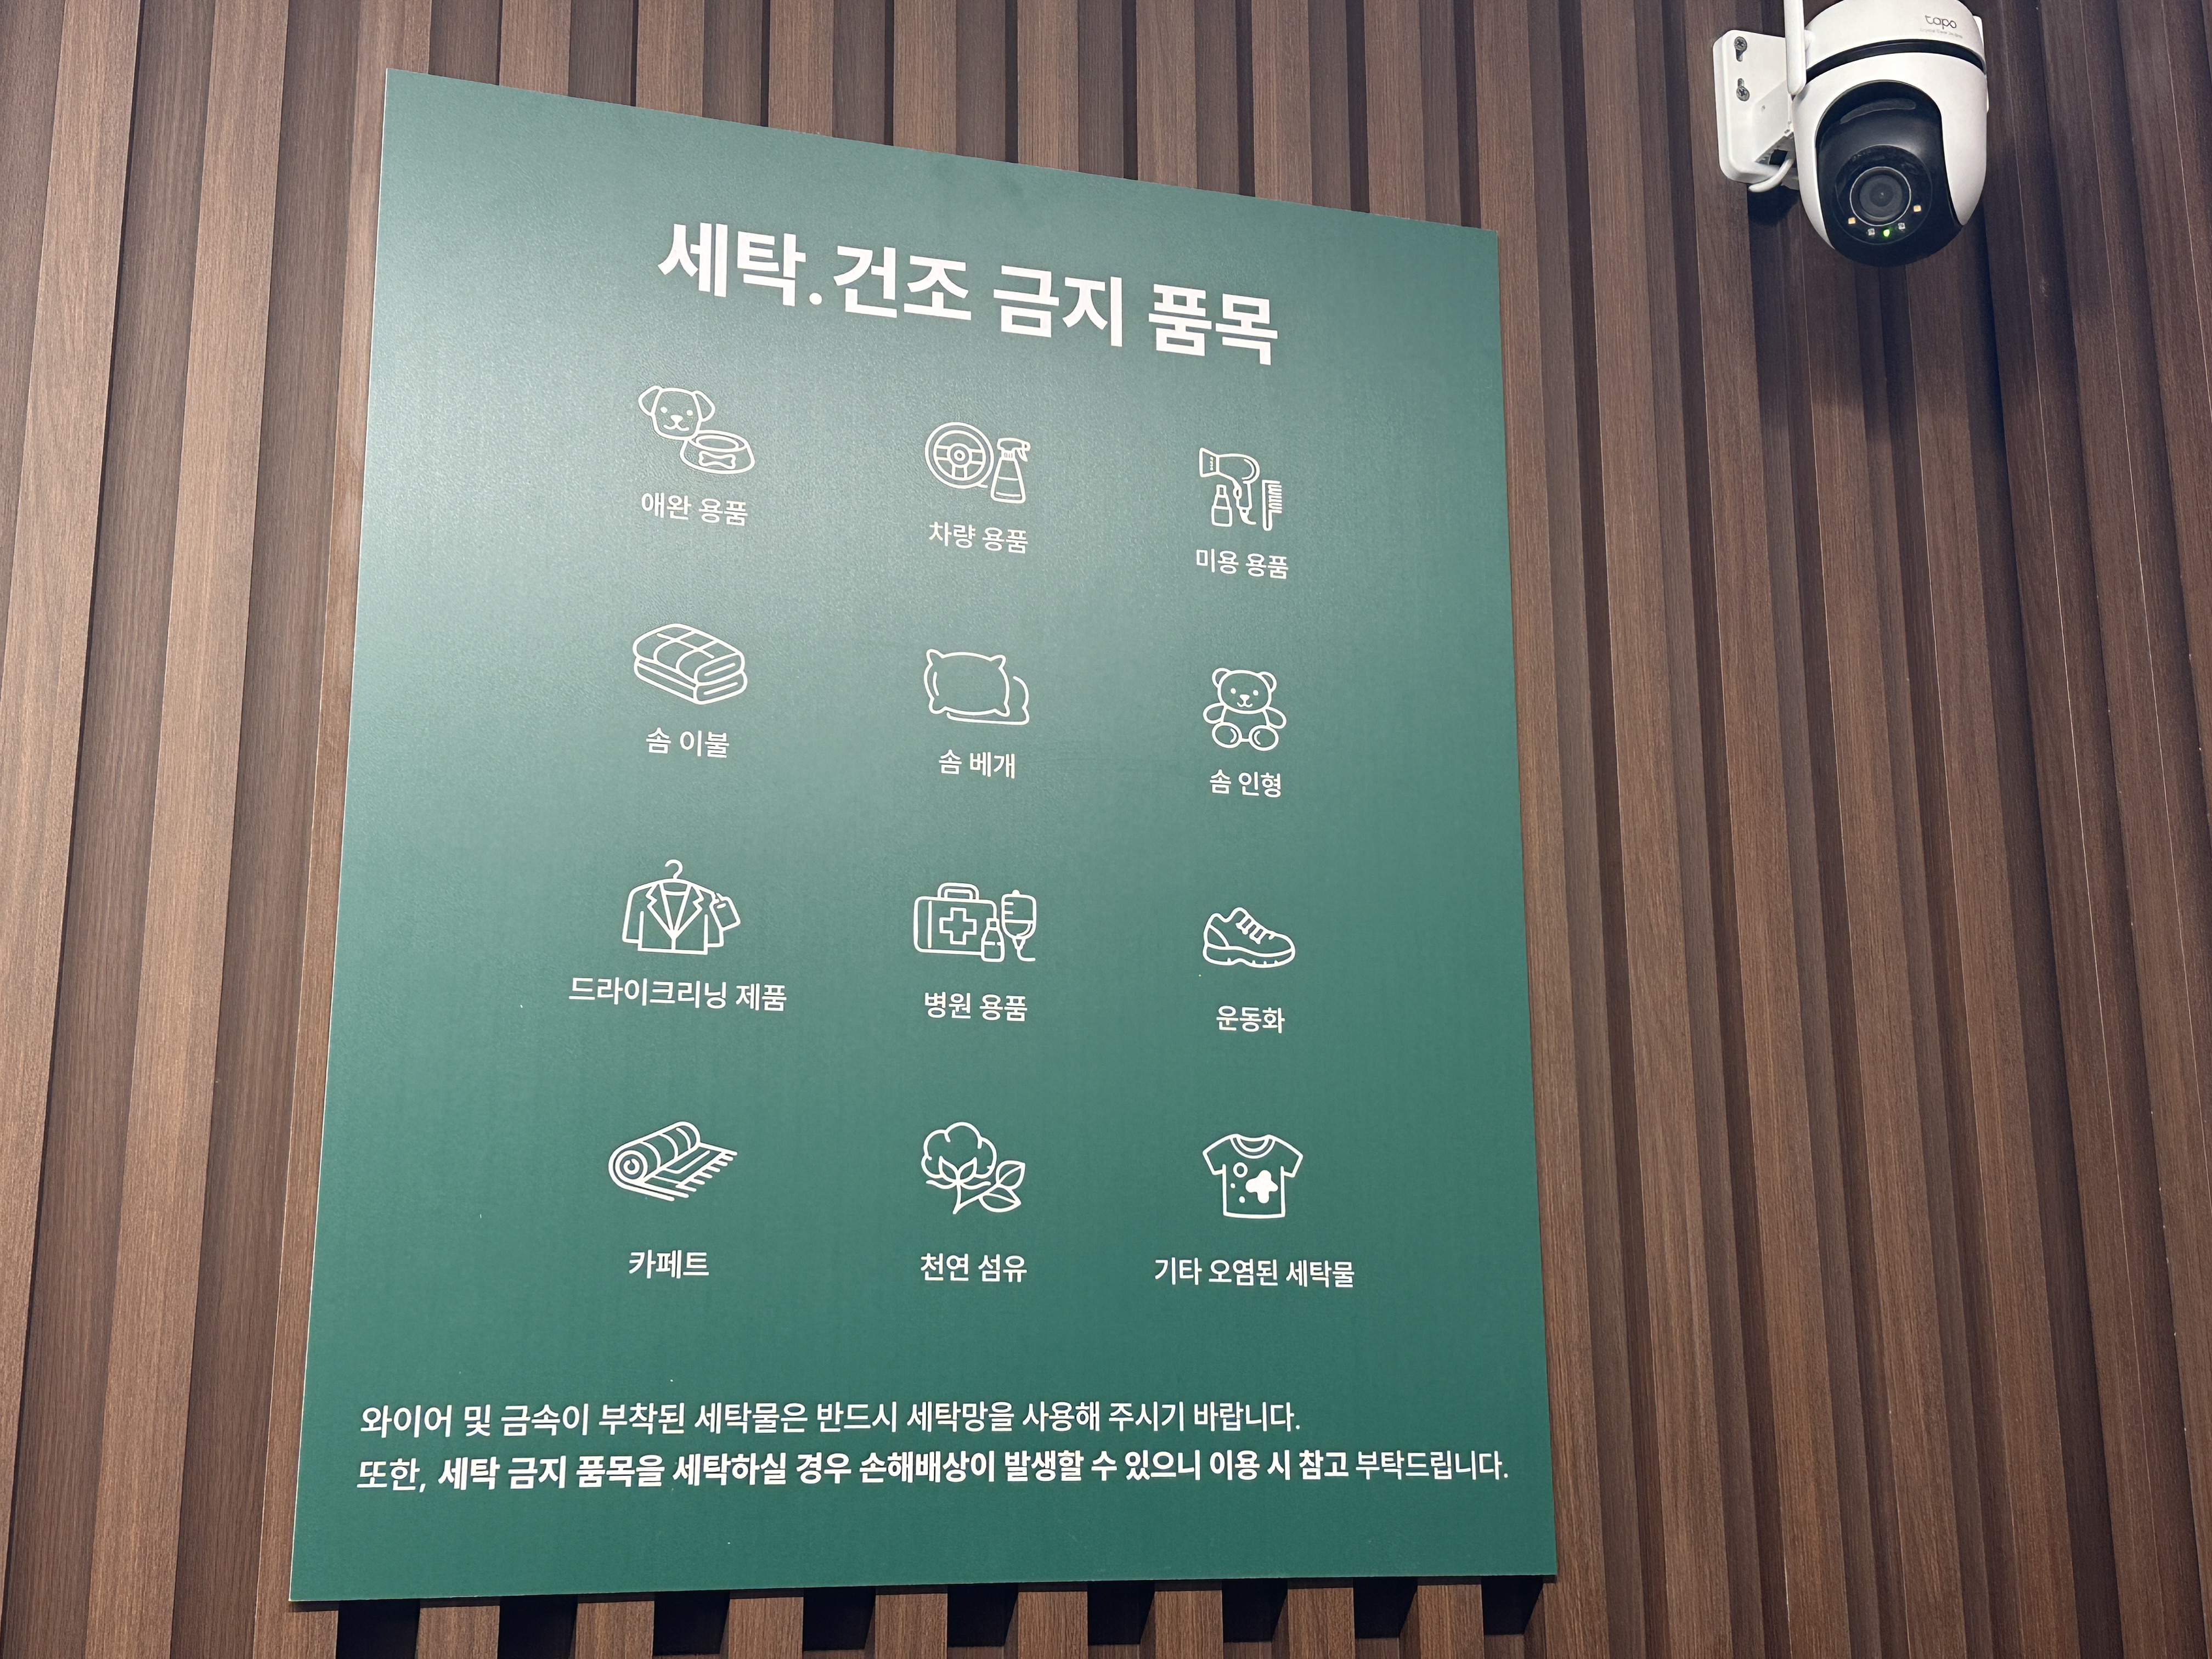 tapo
세탁.건조 금지 품목
애완 용품
차량 용품
미용 용품
솜 이불
솜 베개
솜 인형
드라이크리닝 제품
병원 용품
운동화
카페트
천연 섬유
기타 오염된 세탁물
와이어 및 금속이 부착된 세탁물은 반드시 세탁망을 사용해 주시기 바랍니다.
또한, 세탁 금지 품목을 세탁하실 경우 손해배상이 발생할 수 있으니 이용 시 참고 부탁드립니다.